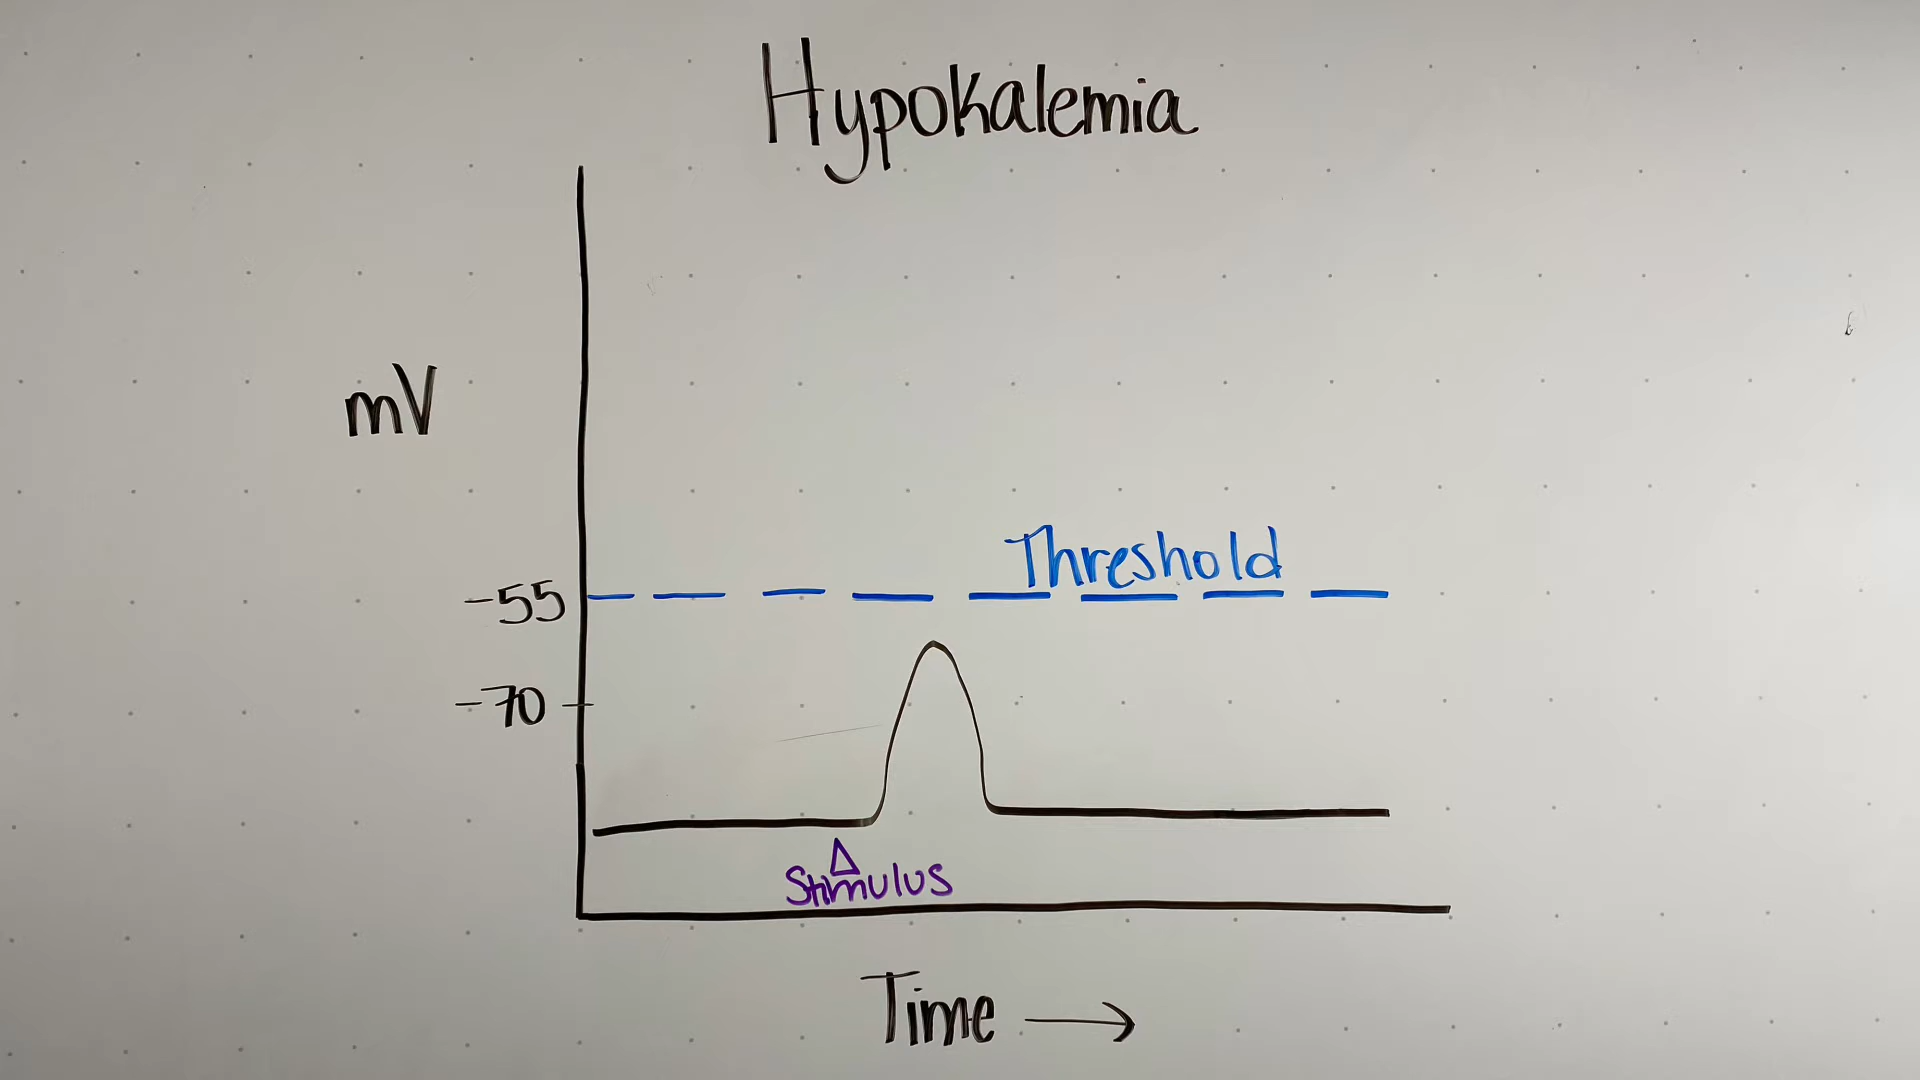 Hypokalemia
mV
Threshold
-55
-70
Stimulus
Time →